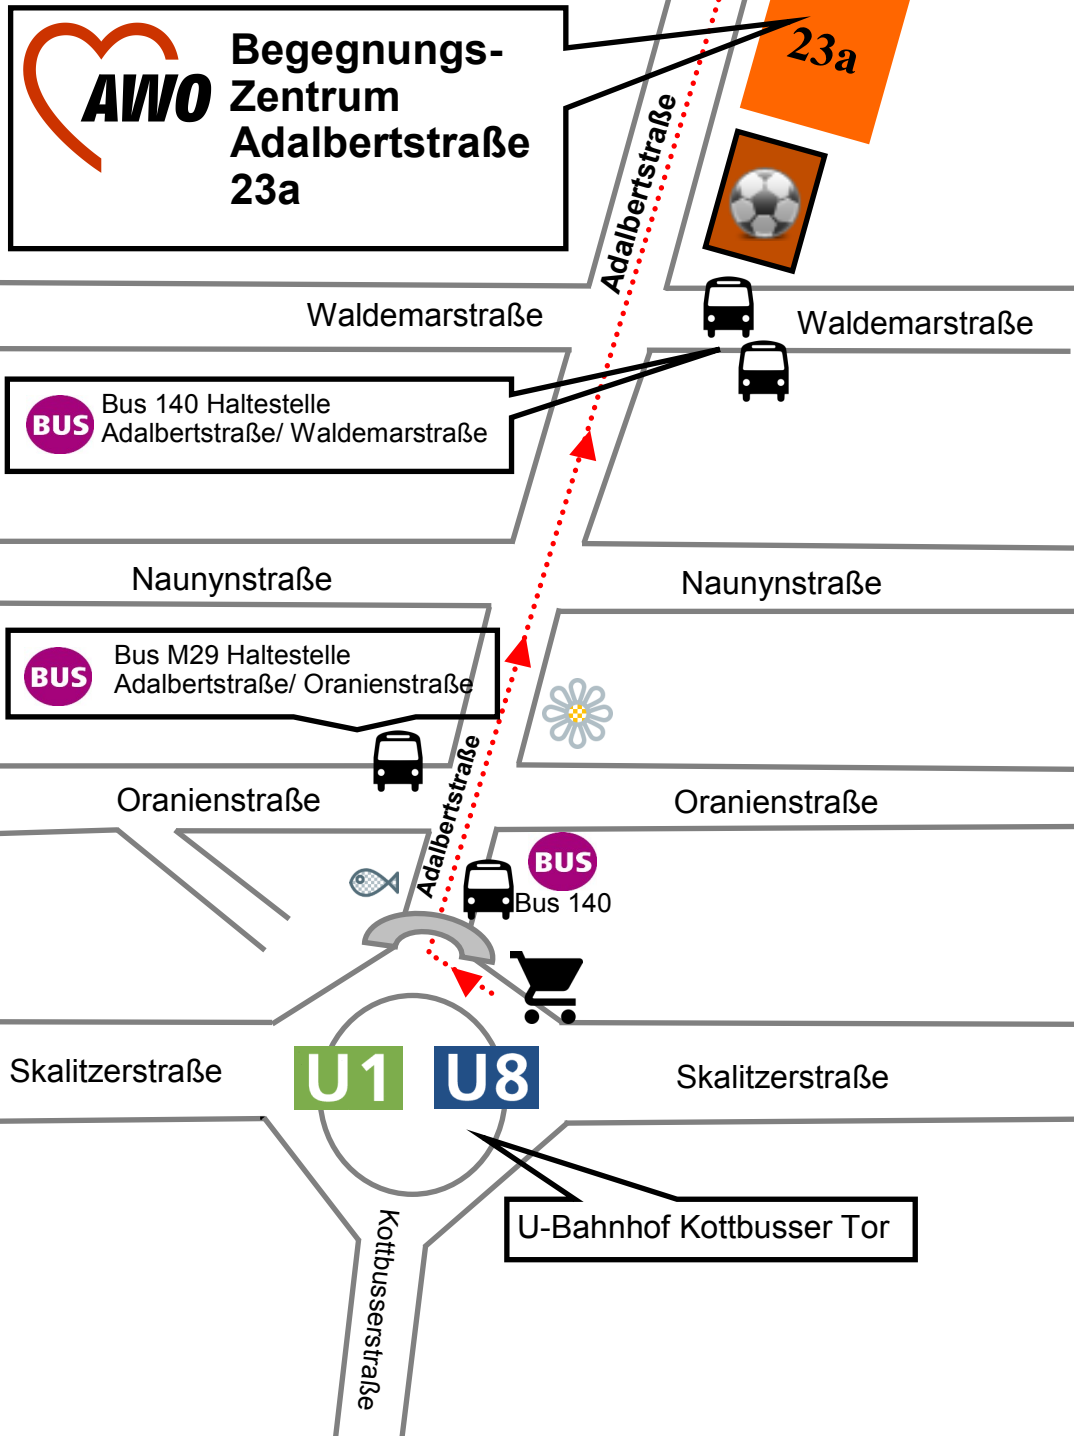 AWO
Begegnungs-
Zentrum
Adalbertstraße
23a
23a
Adalbertstraße
Waldemarstraße
Waldemarstraße
BUS
Bus 140 Haltestelle
Adalbertstraße/ Waldemarstraße
Naunynstraße
Naunynstraße
BUS
Bus M29 Haltestelle
Adalbertstraße/ Oranienstraße
Adalbertstraße
Oranienstraße
Oranienstraße
BUS
Bus 140
Skalitzerstraße
U1
U8
Skalitzerstraße
U-Bahnhof Kottbusser Tor
Kottbusserstraße